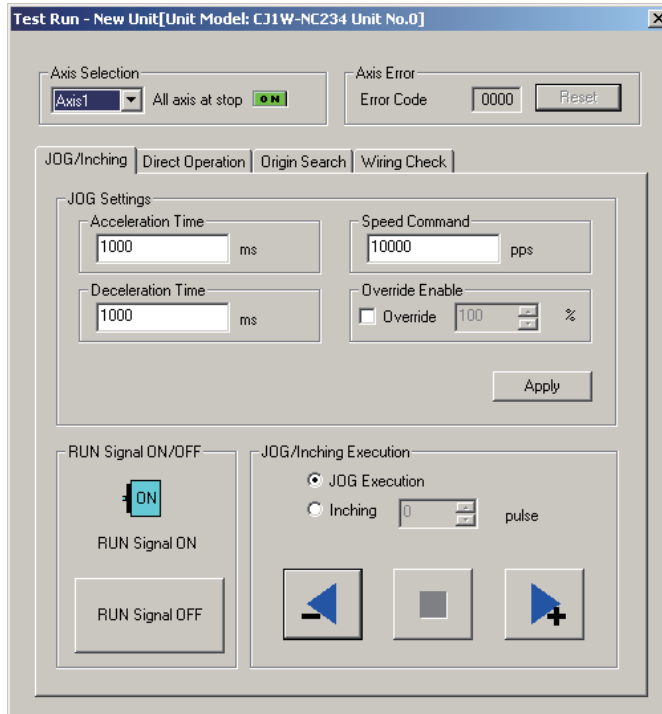 Test Run - New Unit[Unit Model: CJ1W-NC234 Unit No.0]
Axis Selection
Axis1 All axis at stop ON
Axis Error
Error Code 0000 Reset
JOG/Inching Direct Operation Origin Search Wiring Check
JOG Settings
Acceleration Time
1000 ms
Speed Command
10000 pps
Deceleration Time
1000 ms
Override Enable
Override 100 %
Apply
RUN Signal ON/OFF
ON
RUN Signal ON
RUN Signal OFF
JOG/Inching Execution
JOG Execution
Inching 0 pulse